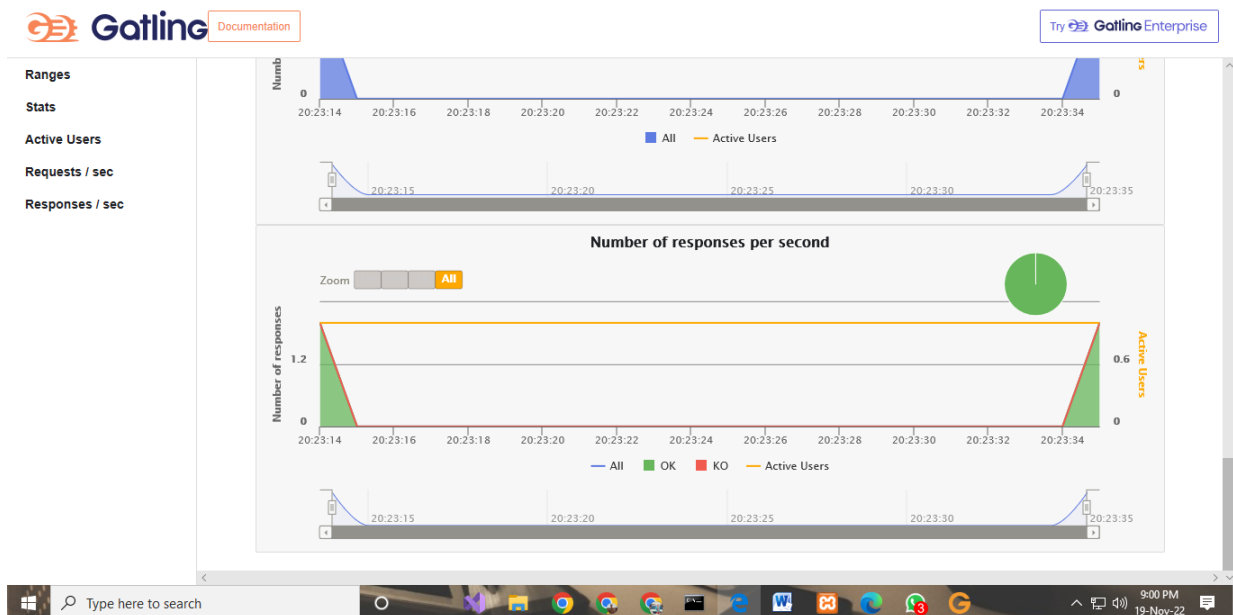 Gatling
Documentation
Try Gatling Enterprise
Ranges
Stats
Active Users
Requests / sec
Responses / sec
Numb
rs
0
0
20:23:14 20:23:16 20:23:18 20:23:20 20:23:22 20:23:24 20:23:26 20:23:28 20:23:30 20:23:32 20:23:34
All Active Users
20:23:15 20:23:20 20:23:25 20:23:30 20:23:35
Number of responses per second
Zoom All
Number of responses
Active Users
1.2
0.6
0
0
20:23:14 20:23:16 20:23:18 20:23:20 20:23:22 20:23:24 20:23:26 20:23:28 20:23:30 20:23:32 20:23:34
All OK KO Active Users
20:23:15 20:23:20 20:23:25 20:23:30 20:23:35
Type here to search
3
9:00 PM
19-Nov-22